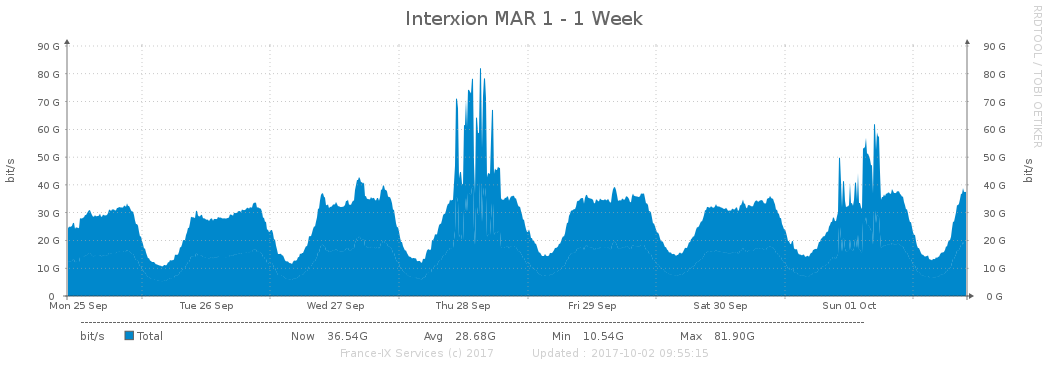 Interxion MAR 1 - 1 Week
RRDTOOL / TOBI OETIKER
90 G 90 G
80 G 80 G
70 G 70 G
60 G 60 G
50 G 50 G
40 G 40 G
30 G 30 G
20 G 20 G
10 G 10 G
0 0 G
bit/s
bit/s
Mon 25 Sep Tue 26 Sep Wed 27 Sep Thu 28 Sep Fri 29 Sep Sat 30 Sep Sun 01 Oct
bit/s Total Now 36.54G Avg 28.68G Min 10.54G Max 81.90G
France-IX Services (c) 2017 Updated : 2017-10-02 09:55:15